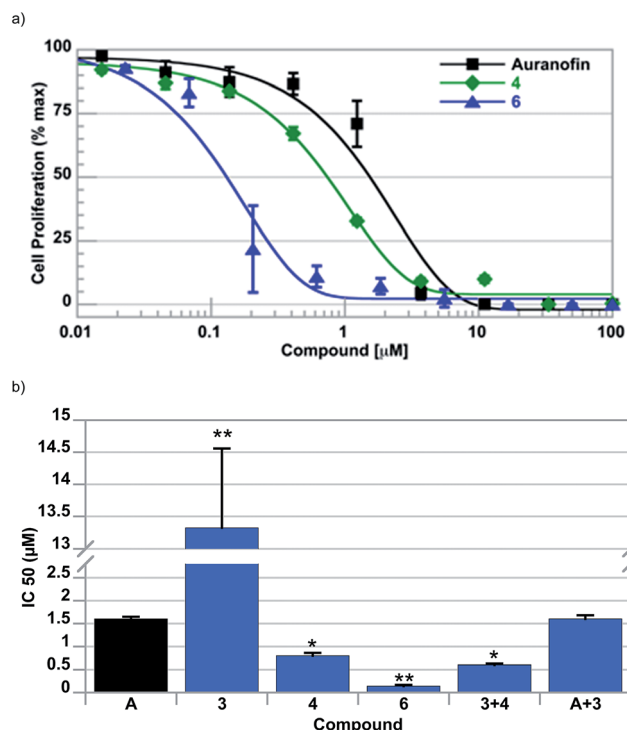 a)
100
75
50
25
0
Cell Proliferation (% max)
Auranofin
4
6
0.01 0.1 1 10 100
Compound [μM]
b)
15
14.5
14
13.5
13
2.5
2
1.5
1
0.5
0
IC 50 (μM)
** * ** *
A 3 4 6 3+4 A+3
Compound